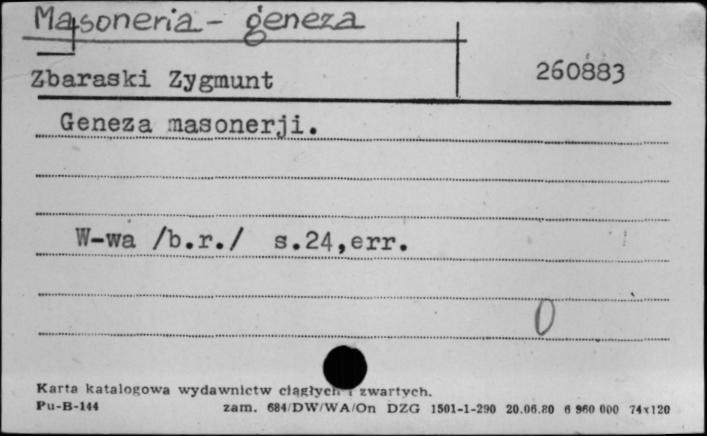 Masoneria - geneza
Zbaraski Zygmunt 260883
Geneza masonerji.
W-wa /b.r./ s.24,err.
0
Karta katalogowa wydawnictw ciągłych i zwartych.
Pu-B-144 zam. 684/DW/WA/On DZG 1501-1-290 20.06.80 6 960 000 74x120